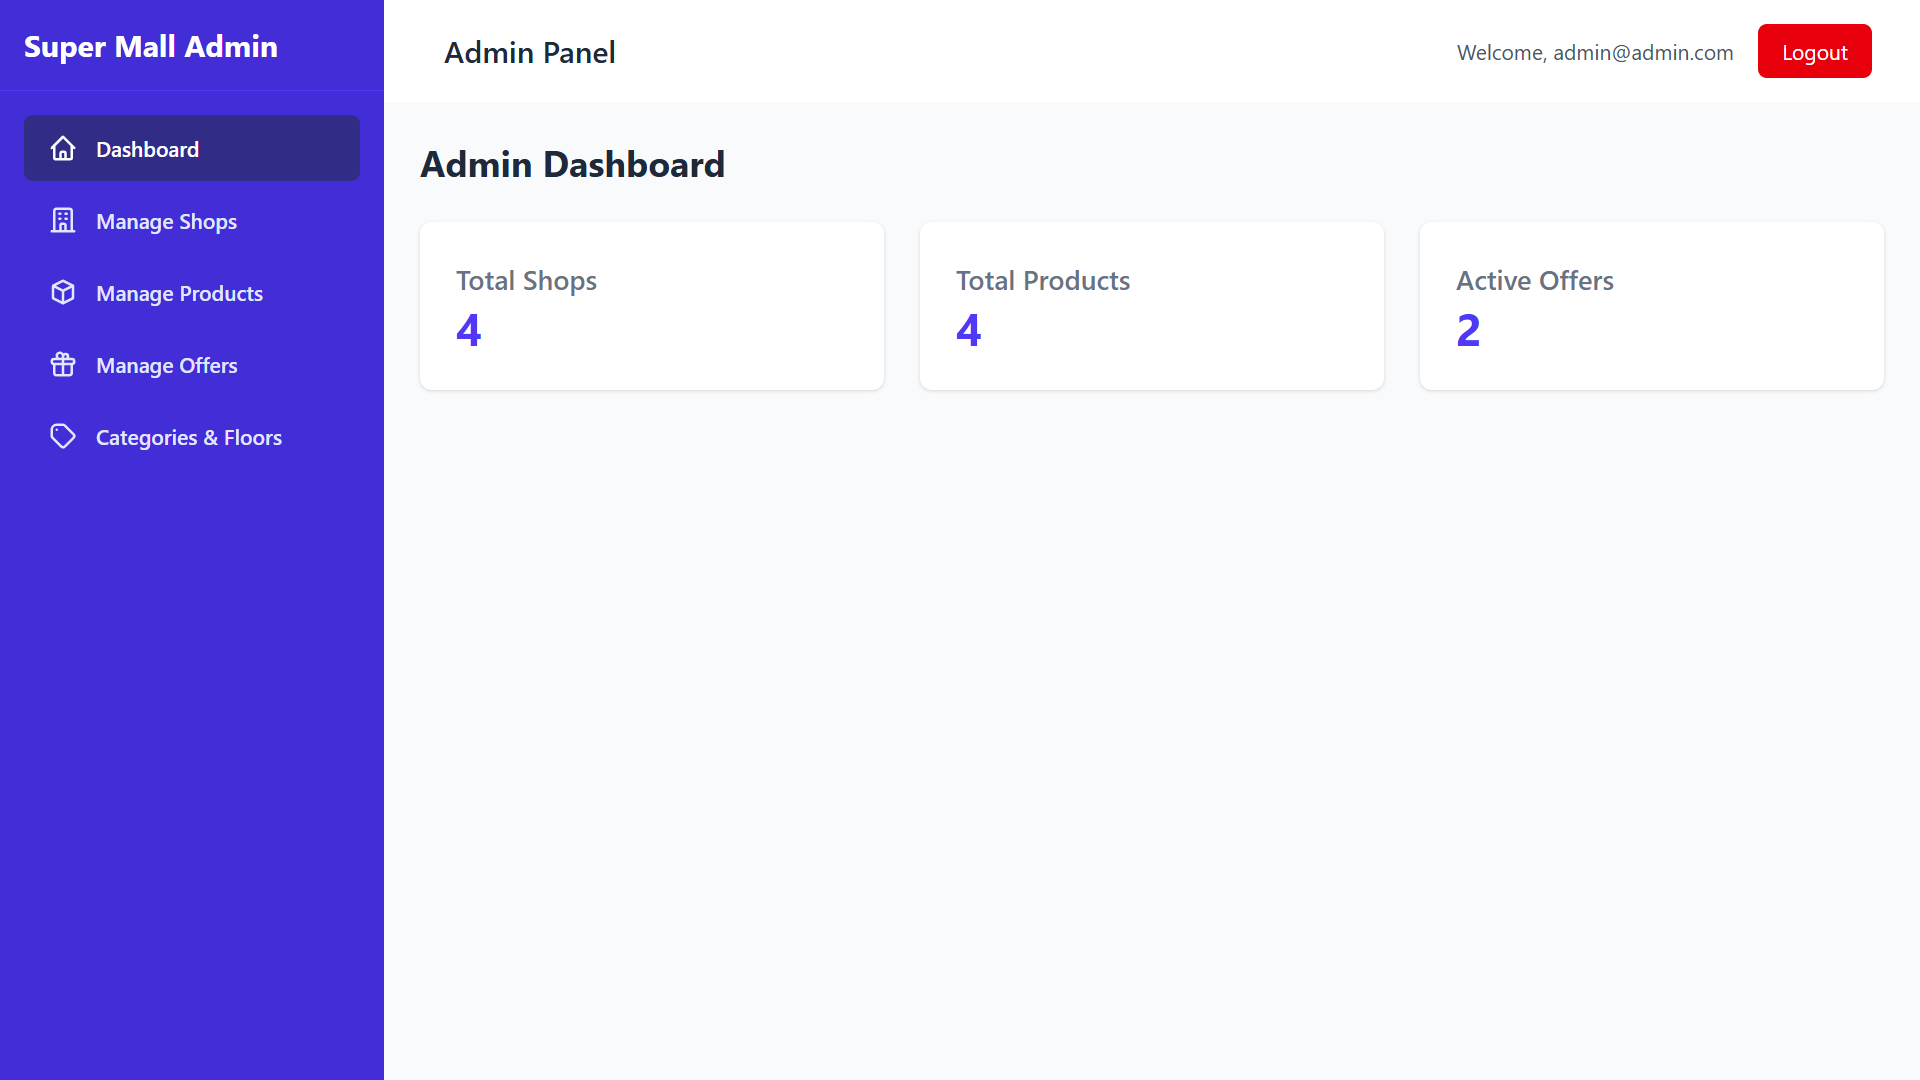 Super Mall Admin
Dashboard
Manage Shops
Manage Products
Manage Offers
Categories & Floors
Admin Panel
Welcome, admin@admin.com
Logout
Admin Dashboard
Total Shops
4
Total Products
4
Active Offers
2